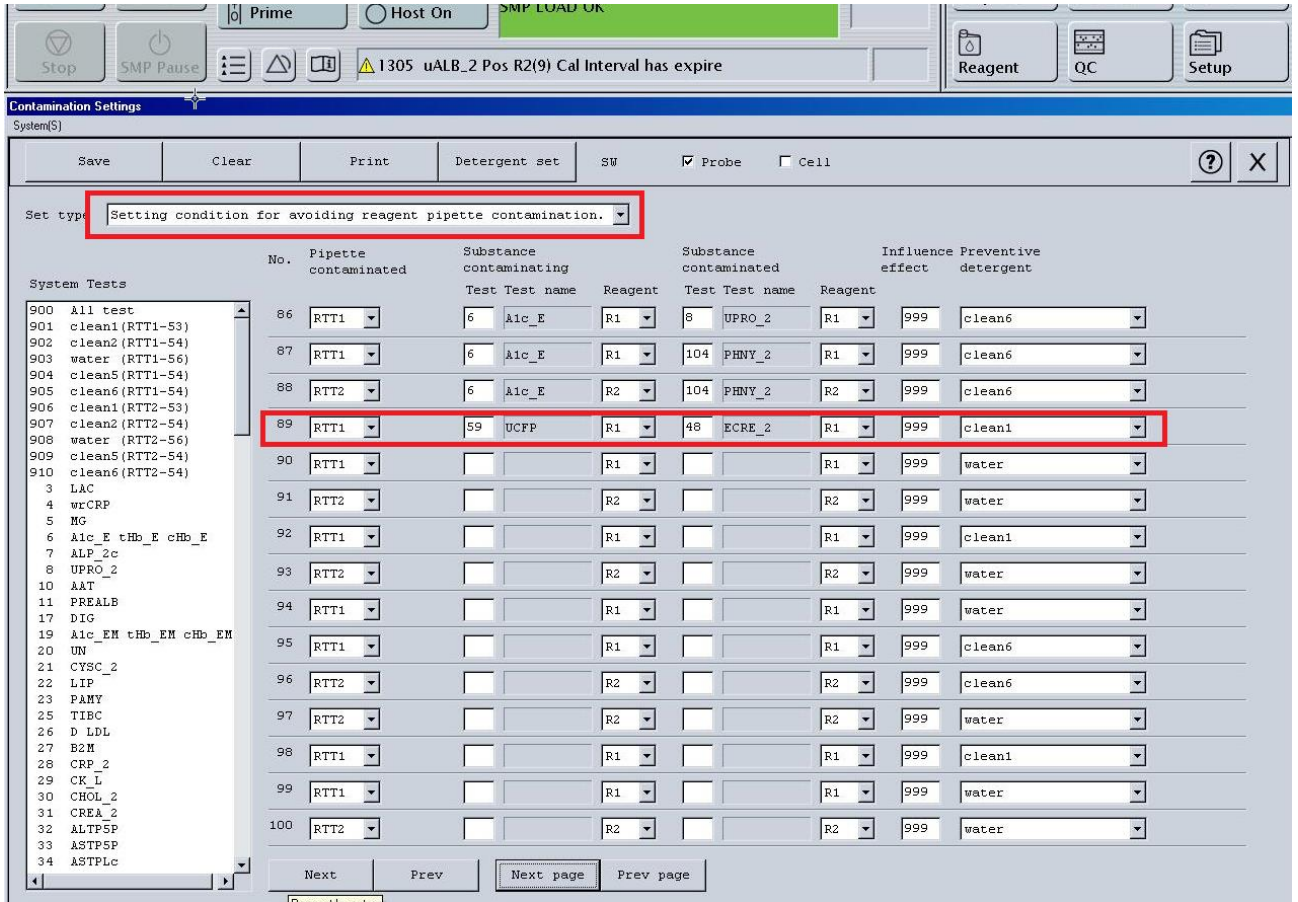 Prime
Host On
SMP LOAD OK
Stop
SMP Pause
1305 uALB_2 Pos R2(9) Cal Interval has expire
Reagent
QC
Setup
Contamination Settings
System(S)
Save Clear Print Detergent set SW Probe Cell ? X
Set type Setting condition for avoiding reagent pipette contamination.
No. Pipette contaminated Substance contaminating Substance contaminated Influence effect Preventive detergent
Test Test name Reagent Test Test name Reagent
System Tests
900 All test
901 clean1(RTT1-53)
902 clean2(RTT1-54)
903 water (RTT1-56)
904 clean5(RTT1-54)
905 clean6(RTT1-54)
906 clean1(RTT2-53)
907 clean2(RTT2-54)
908 water (RTT2-56)
909 clean5(RTT2-54)
910 clean6(RTT2-54)
3 LAC
4 wrCRP
5 MG
6 A1c_E tHb_E cHb_E
7 ALP_2c
8 UPRO_2
10 AAT
11 PREALB
17 DIG
19 A1c_EM tHb_EM cHb_EM
20 UN
21 CYSC_2
22 LIP
23 PAMY
25 TIBC
26 D LDL
27 B2M
28 CRP_2
29 CK_L
30 CHOL_2
31 CREA_2
32 ALTP5P
33 ASTP5P
34 ASTPLc
86 RTT1 6 A1c_E R1 8 UPRO_2 R1 999 clean6
87 RTT1 6 A1c_E R1 104 PHNY_2 R1 999 clean6
88 RTT2 6 A1c_E R2 104 PHNY_2 R2 999 clean6
89 RTT1 59 UCFP R1 48 ECRE_2 R1 999 clean1
90 RTT1 R1 R1 999 water
91 RTT2 R2 R2 999 water
92 RTT1 R1 R1 999 clean1
93 RTT2 R2 R2 999 water
94 RTT1 R1 R1 999 water
95 RTT1 R1 R1 999 clean6
96 RTT2 R2 R2 999 clean6
97 RTT2 R2 R2 999 water
98 RTT1 R1 R1 999 clean1
99 RTT1 R1 R1 999 water
100 RTT2 R2 R2 999 water
Next Prev Next page Prev page